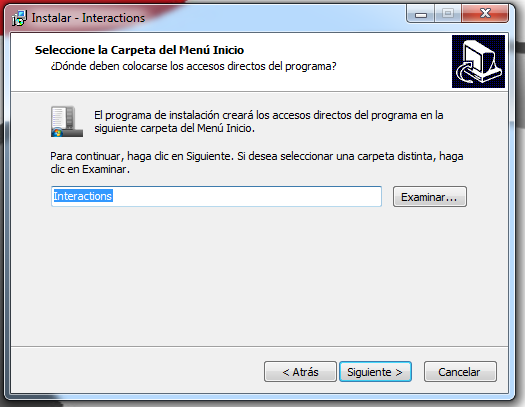 Instalar - Interactions
Seleccione la Carpeta del Menú Inicio
¿Dónde deben colocarse los accesos directos del programa?
El programa de instalación creará los accesos directos del programa en la
siguiente carpeta del Menú Inicio.
Para continuar, haga clic en Siguiente. Si desea seleccionar una carpeta distinta, haga
clic en Examinar.
Interactions
Examinar...
< Atrás
Siguiente >
Cancelar